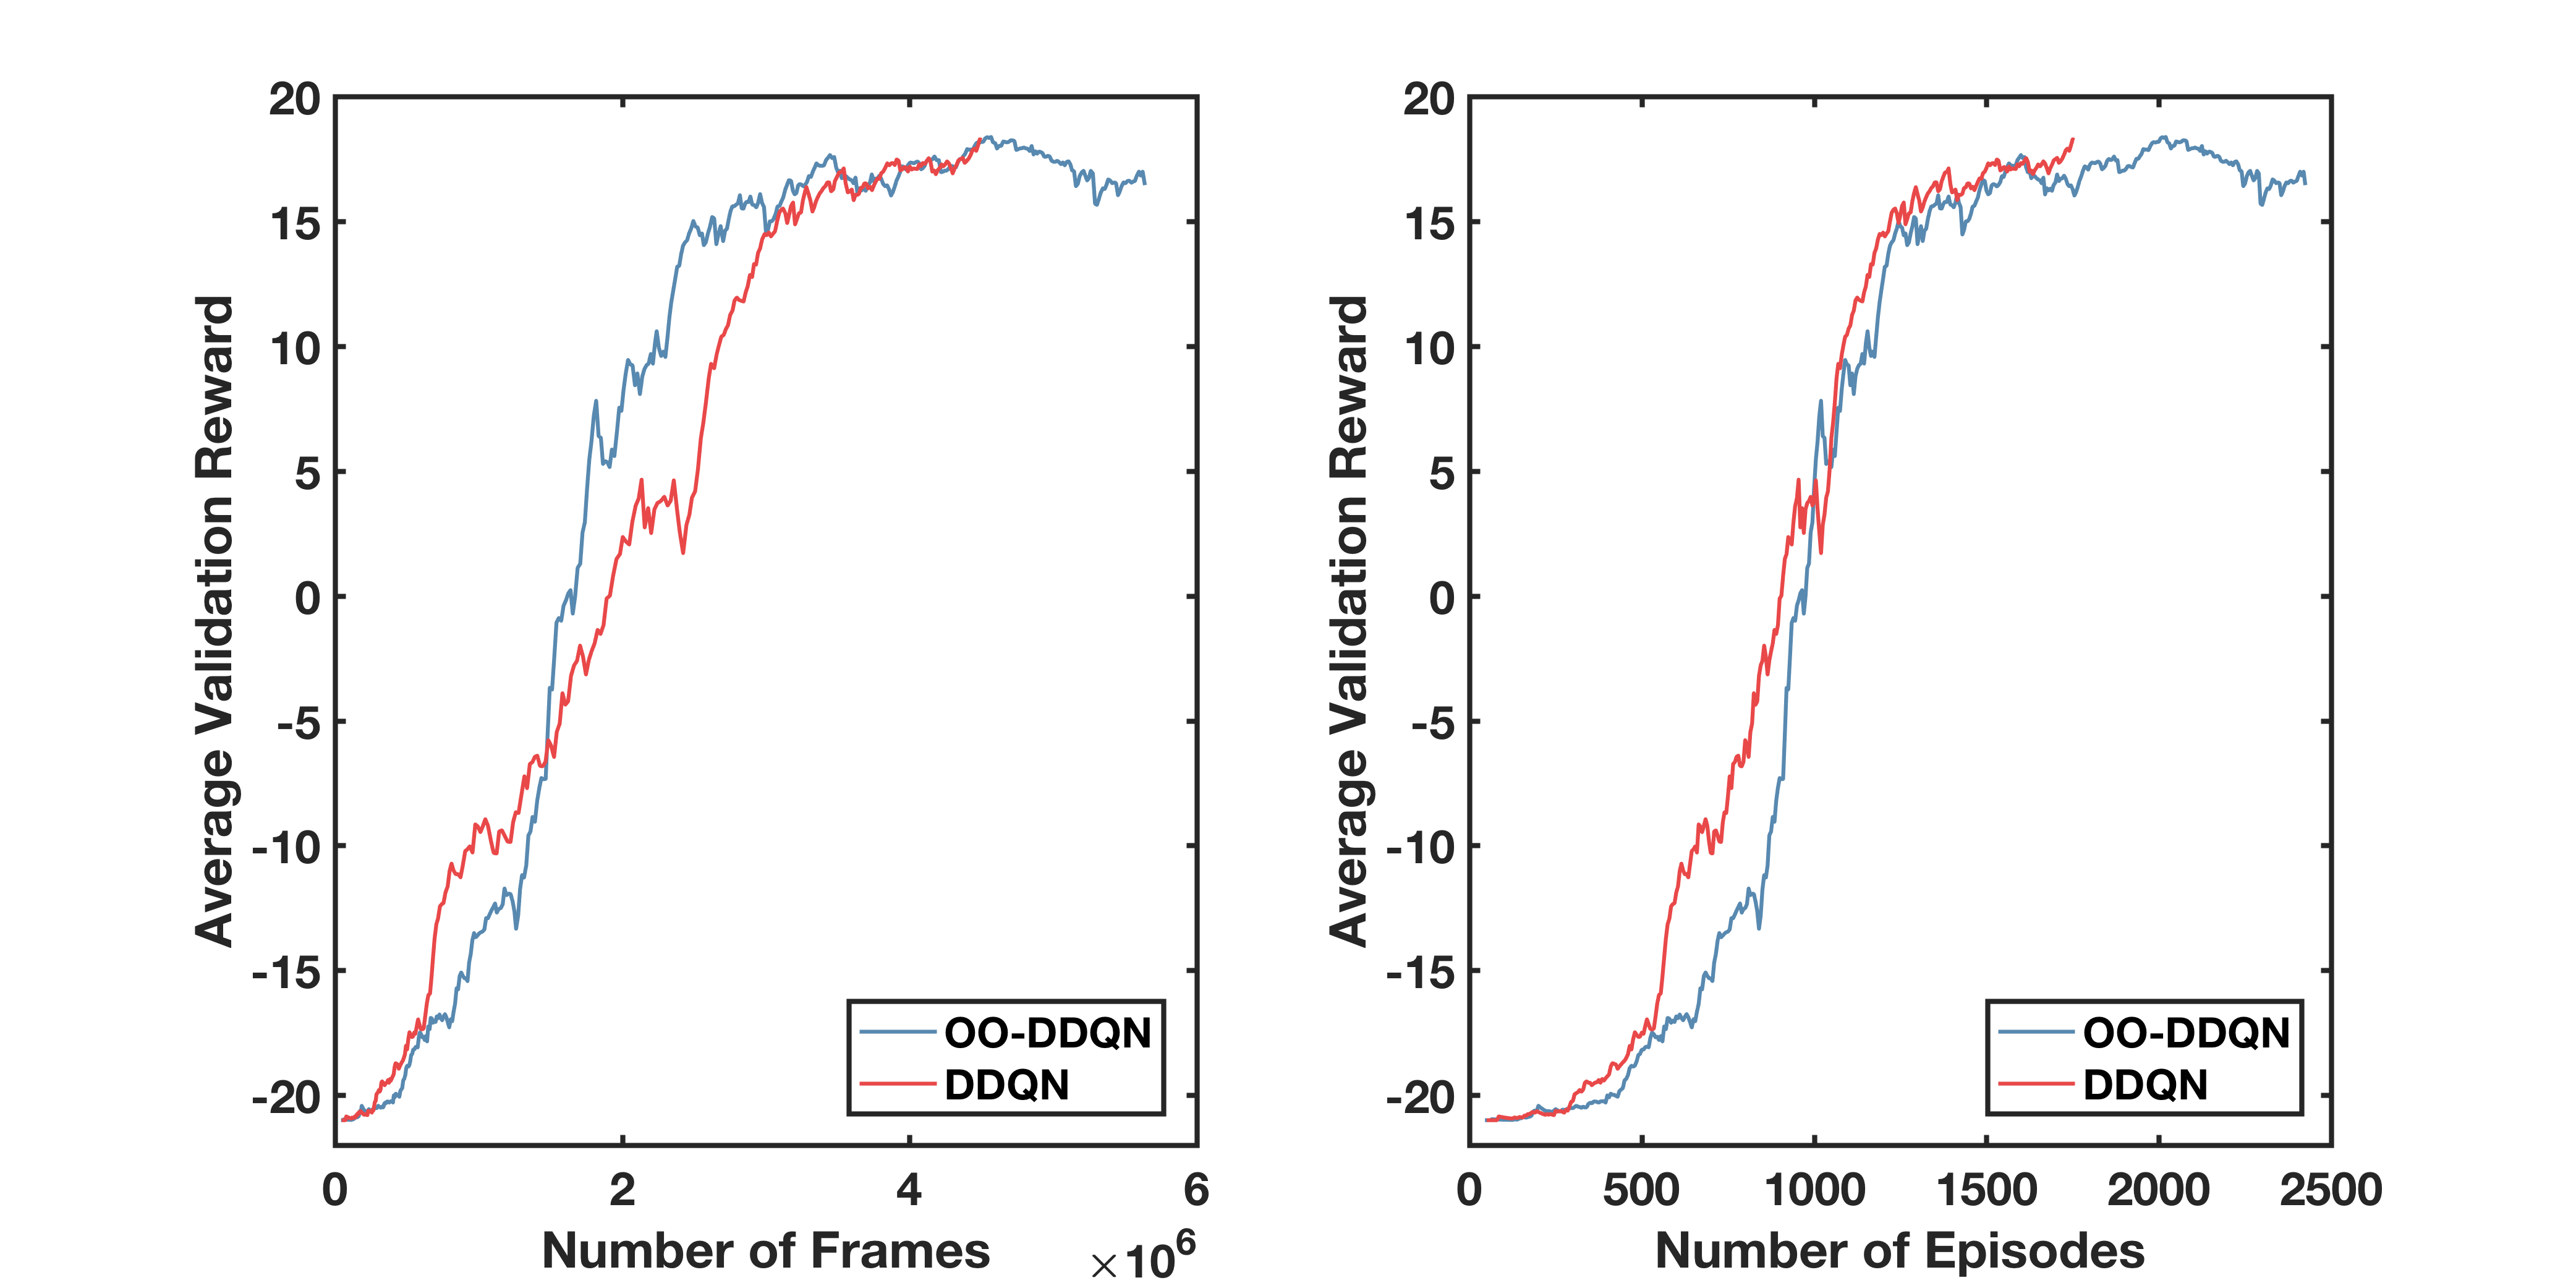 20
15
10
5
0
-5
-10
-15
-20
Average Validation Reward
OO-DDQN
DDQN
0 2 4 6
Number of Frames ×10^6
20
15
10
5
0
-5
-10
-15
-20
Average Validation Reward
OO-DDQN
DDQN
0 500 1000 1500 2000 2500
Number of Episodes